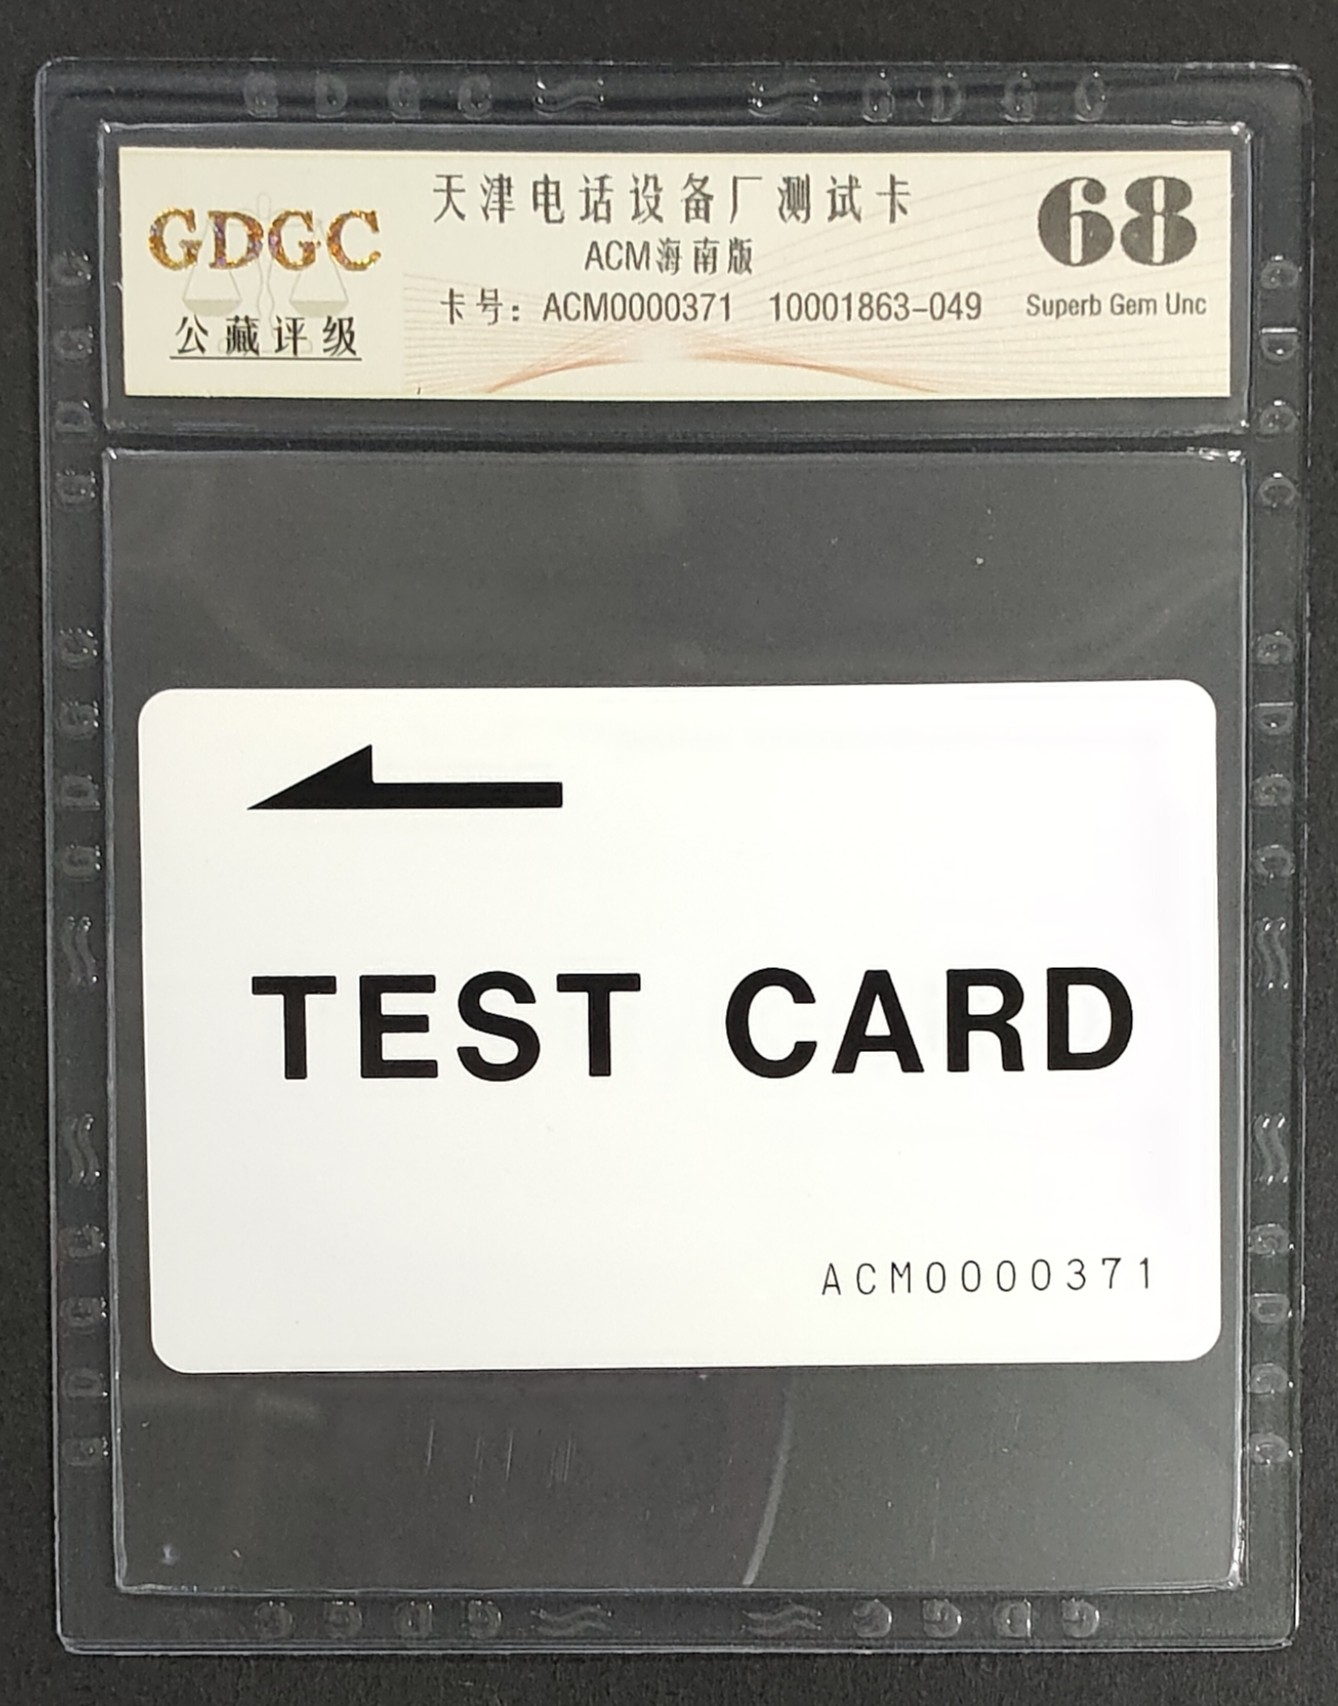 GDGC
公藏评级
天津电话设备厂测试卡
ACM海南版
卡号：ACM0000371 10001863-049
68
Superb Gem Unc
TEST CARD
ACM0000371